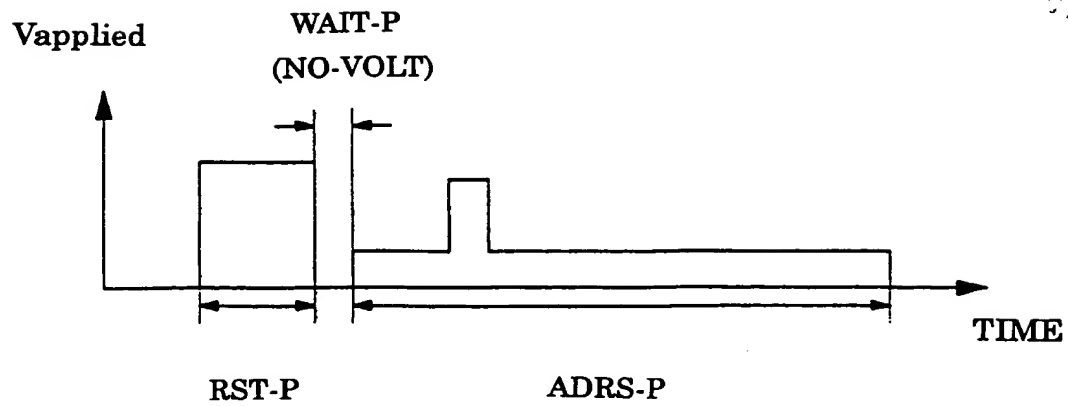 WAIT-P
Vapplied
(NO-VOLT)
TIME
RST-P
ADRS-P